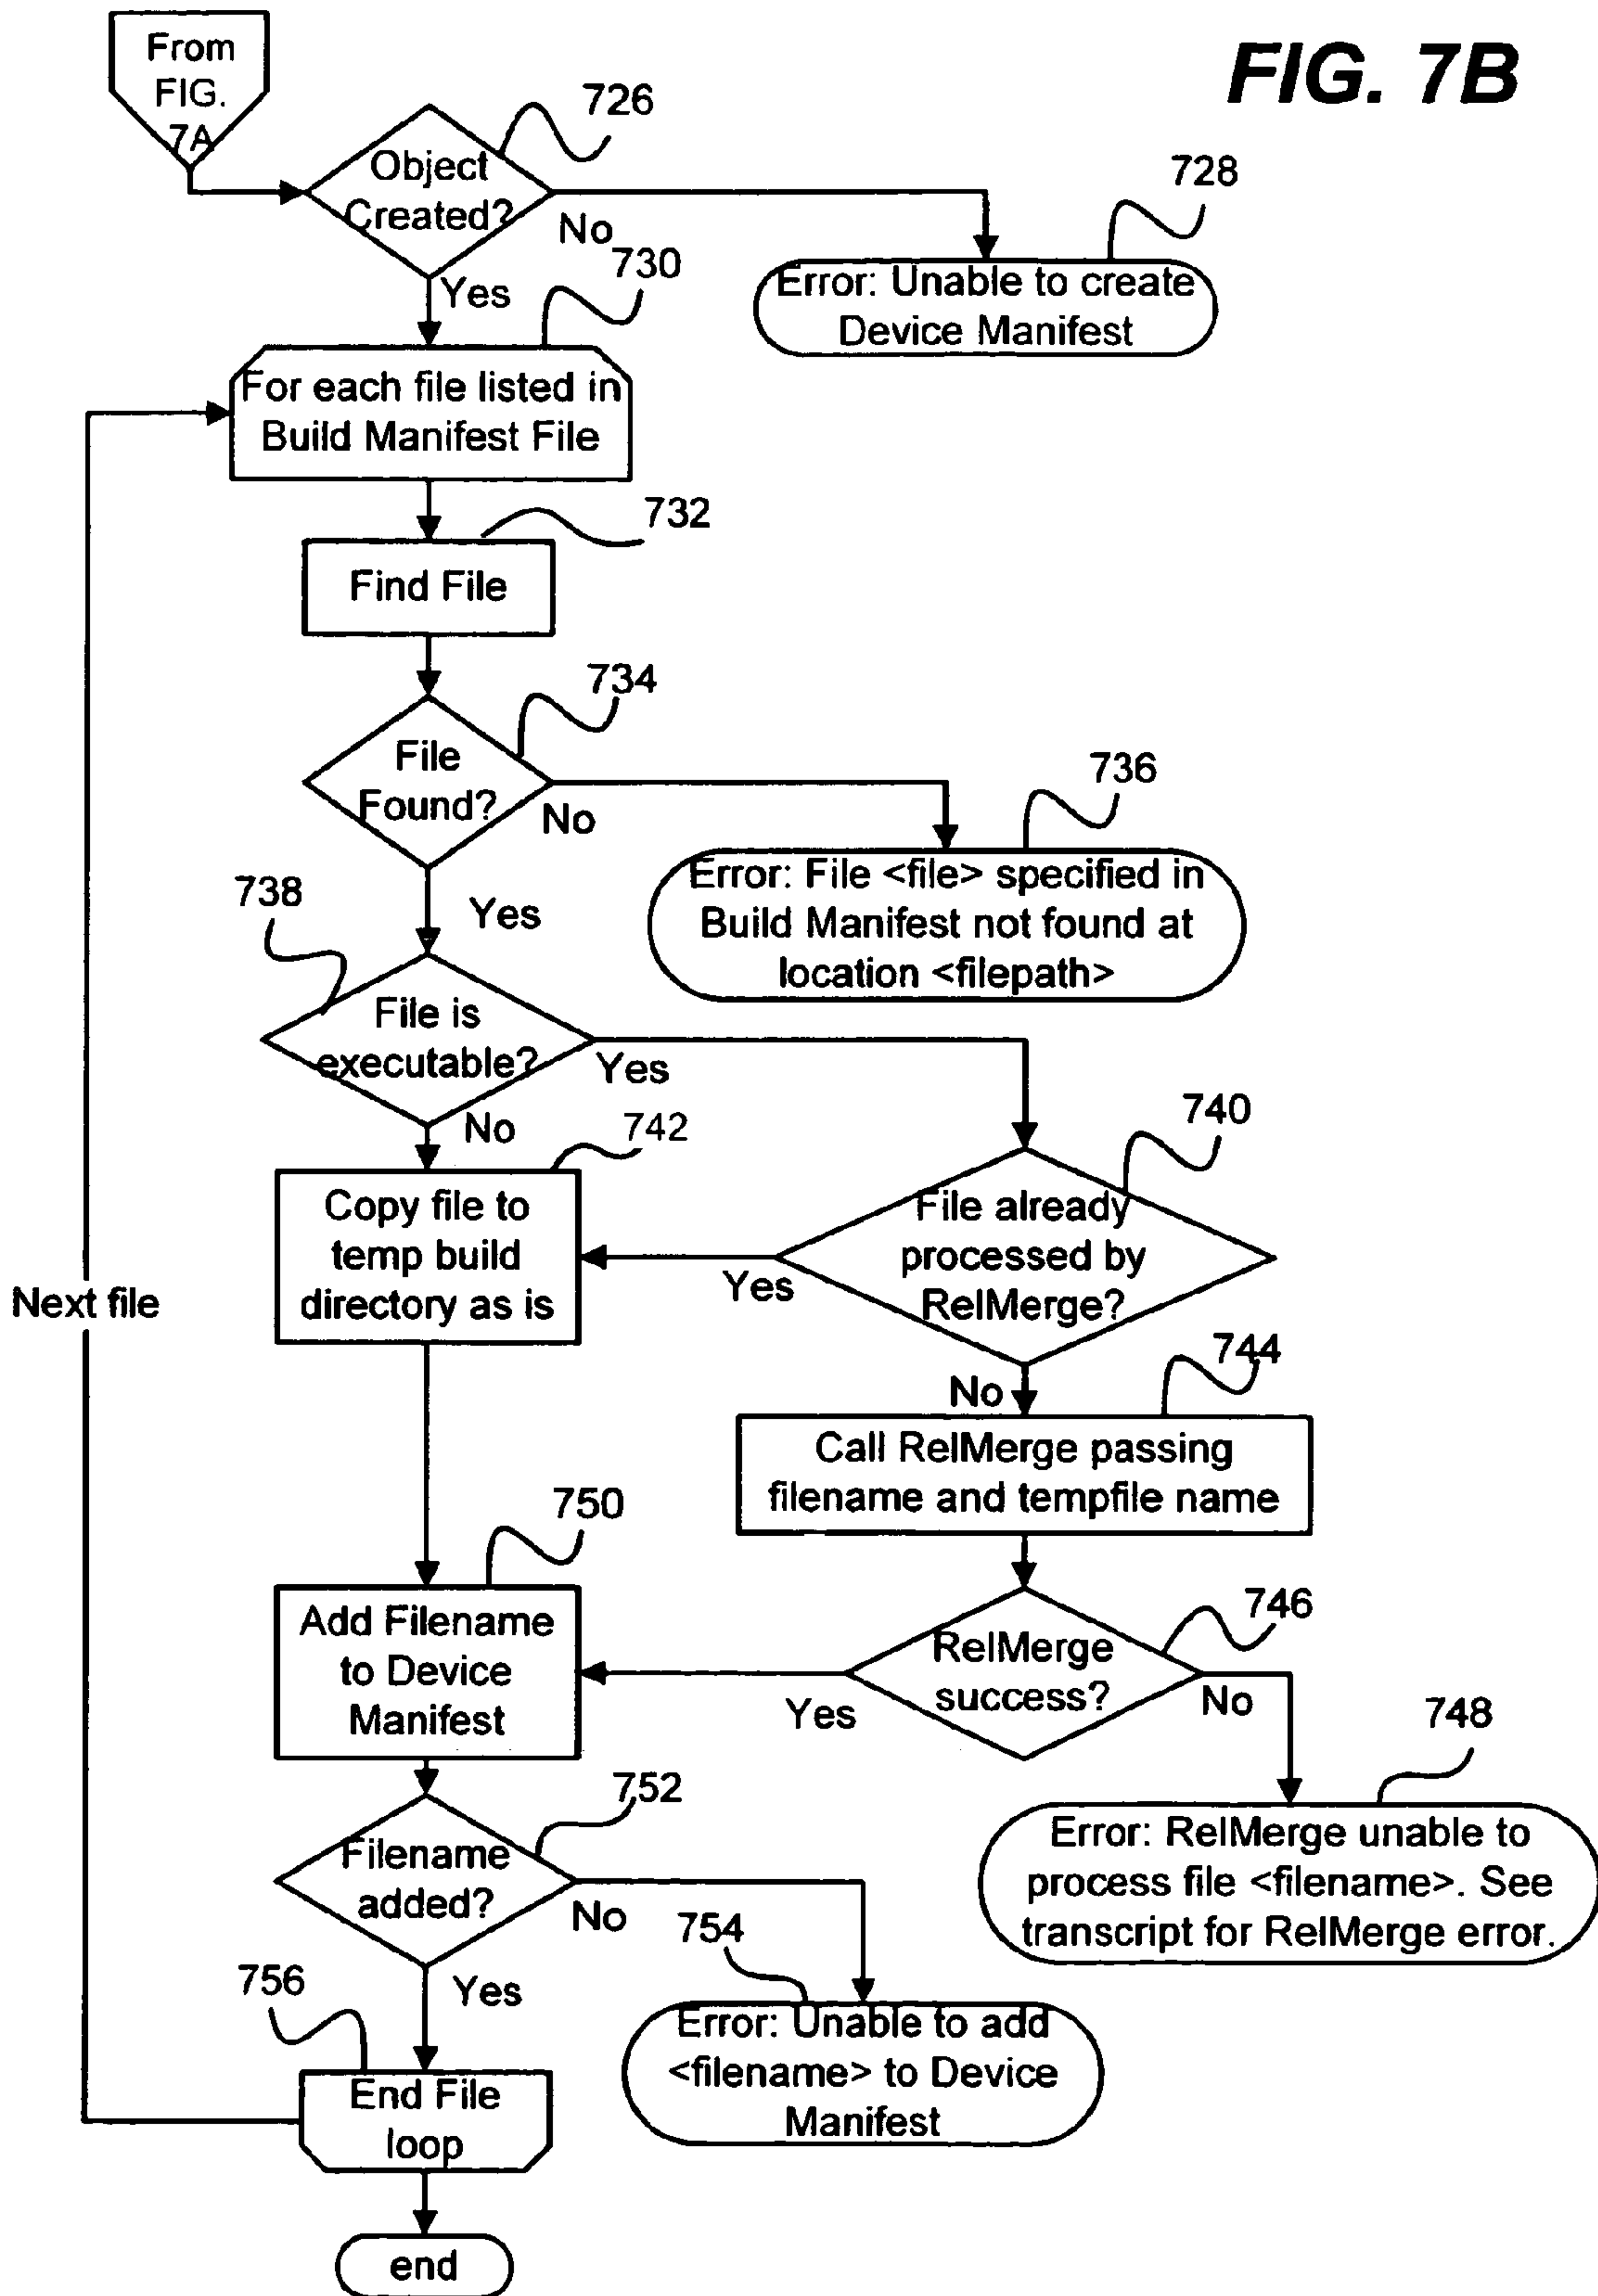 FIG. 7B
From
FIG.
7A
726
Object
Created?
No
Yes
728
Error: Unable to create
Device Manifest
730
For each file listed in
Build Manifest File
732
Find File
734
File
Found?
No
Yes
736
Error: File <file> specified in
Build Manifest not found at
location <filepath>
738
File is
executable?
Yes
No
742
Copy file to
temp build
directory as is
740
File already
processed by
RelMerge?
Yes
No
Next file
744
Call RelMerge passing
filename and tempfile name
750
Add Filename
to Device
Manifest
746
RelMerge
success?
Yes
No
748
Error: RelMerge unable to
process file <filename>. See
transcript for RelMerge error.
752
Filename
added?
No
Yes
754
Error: Unable to add
<filename> to Device
Manifest
756
End File
loop
end